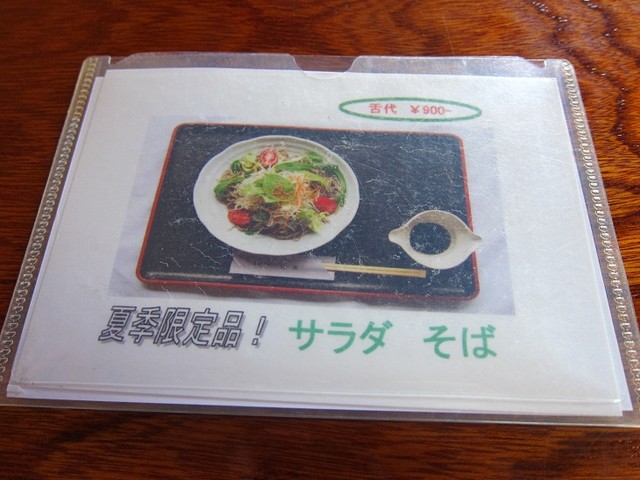 舌代 ￥900~
夏季限定品！ サラダ そば